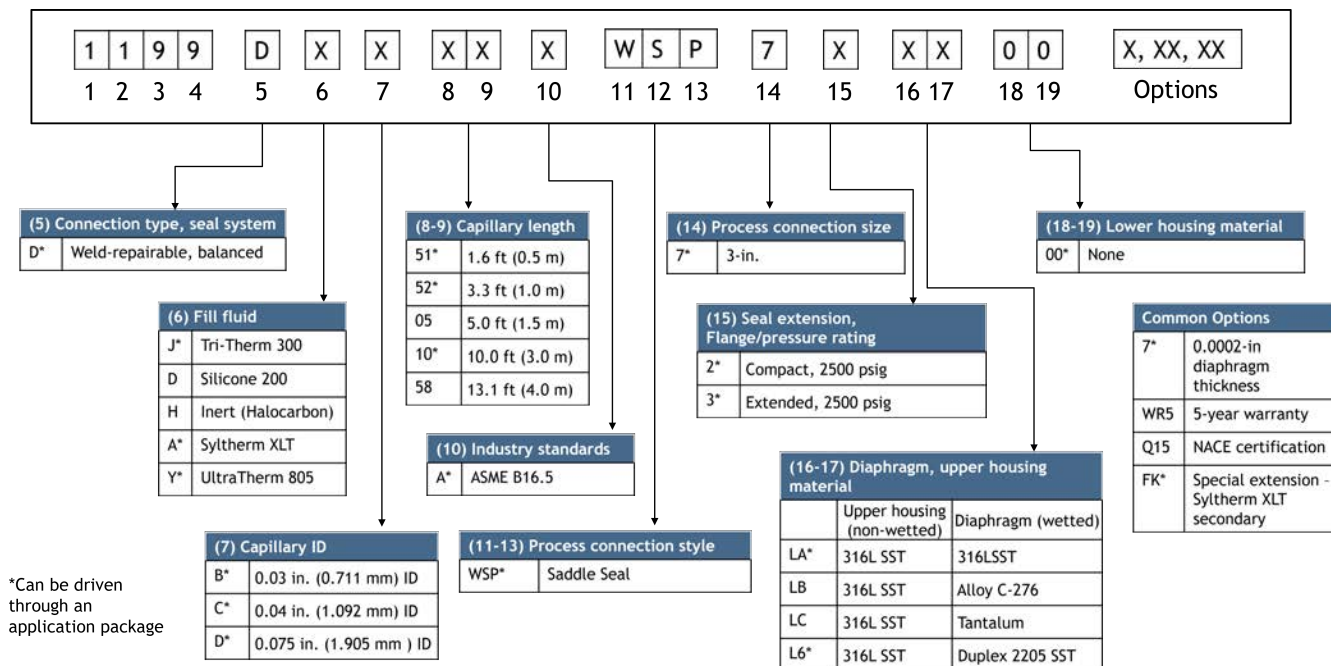 1 1 9 9 D X X X X X W S P 7 X X X 0 0 X, XX, XX
1 2 3 4 5 6 7 8 9 10 11 12 13 14 15 16 17 18 19 Options
(5) Connection type, seal system
D* Weld-repairable, balanced
(6) Fill fluid
J* Tri-Therm 300
D Silicone 200
H Inert (Halocarbon)
A* Syltherm XLT
Y* UltraTherm 805
(7) Capillary ID
B* 0.03 in. (0.711 mm) ID
C* 0.04 in. (1.092 mm) ID
D* 0.075 in. (1.905 mm ) ID
(8-9) Capillary length
51* 1.6 ft (0.5 m)
52* 3.3 ft (1.0 m)
05 5.0 ft (1.5 m)
10* 10.0 ft (3.0 m)
58 13.1 ft (4.0 m)
(10) Industry standards
A* ASME B16.5
(11-13) Process connection style
WSP* Saddle Seal
(14) Process connection size
7* 3-in.
(15) Seal extension,
Flange/pressure rating
2* Compact, 2500 psig
3* Extended, 2500 psig
(16-17) Diaphragm, upper housing
material
Upper housing Diaphragm (wetted)
(non-wetted)
LA* 316L SST 316LSST
LB 316L SST Alloy C-276
LC 316L SST Tantalum
L6* 316L SST Duplex 2205 SST
(18-19) Lower housing material
00* None
Common Options
7* 0.0002-in
diaphragm
thickness
WR5 5-year warranty
Q15 NACE certification
FK* Special extension –
Syltherm XLT
secondary
*Can be driven
through an
application package